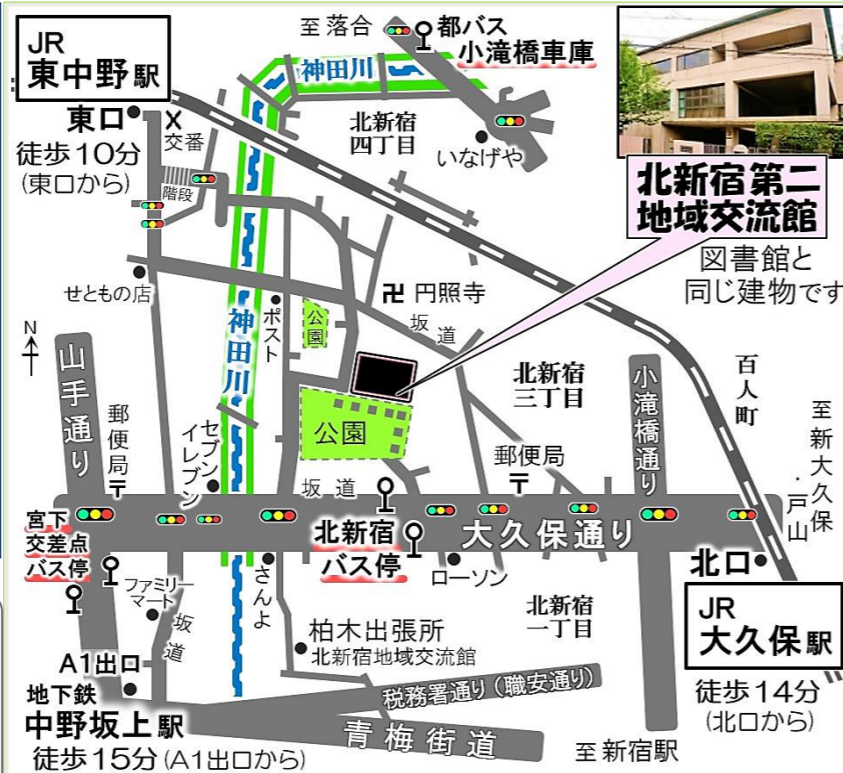 JR
東中野駅
東口
X
交番
徒歩10分
(東口から)
階段
至落合
都バス
小滝橋車庫
神田川
北新宿
四丁目
いなげや
北新宿第二
地域交流館
図書館と
同じ建物です
せともの店
N
山手通り
郵便局
〒
セブン
イレブン
神田川
ポスト
公園
卍 円照寺
坂道
公園
北新宿
三丁目
郵便局
〒
小滝橋通り
百人町
至新大久保
・戸山
坂道
宮下
交差点
バス停
北新宿
バス停
大久保通り
ローソン
北口
JR
大久保駅
徒歩14分
(北口から)
ファミリー
マート
坂道
さんよ
柏木出張所
北新宿地域交流館
北新宿
一丁目
A1出口
地下鉄
中野坂上駅
徒歩15分(A1出口から)
税務署通り(職安通り)
青梅街道
至新宿駅